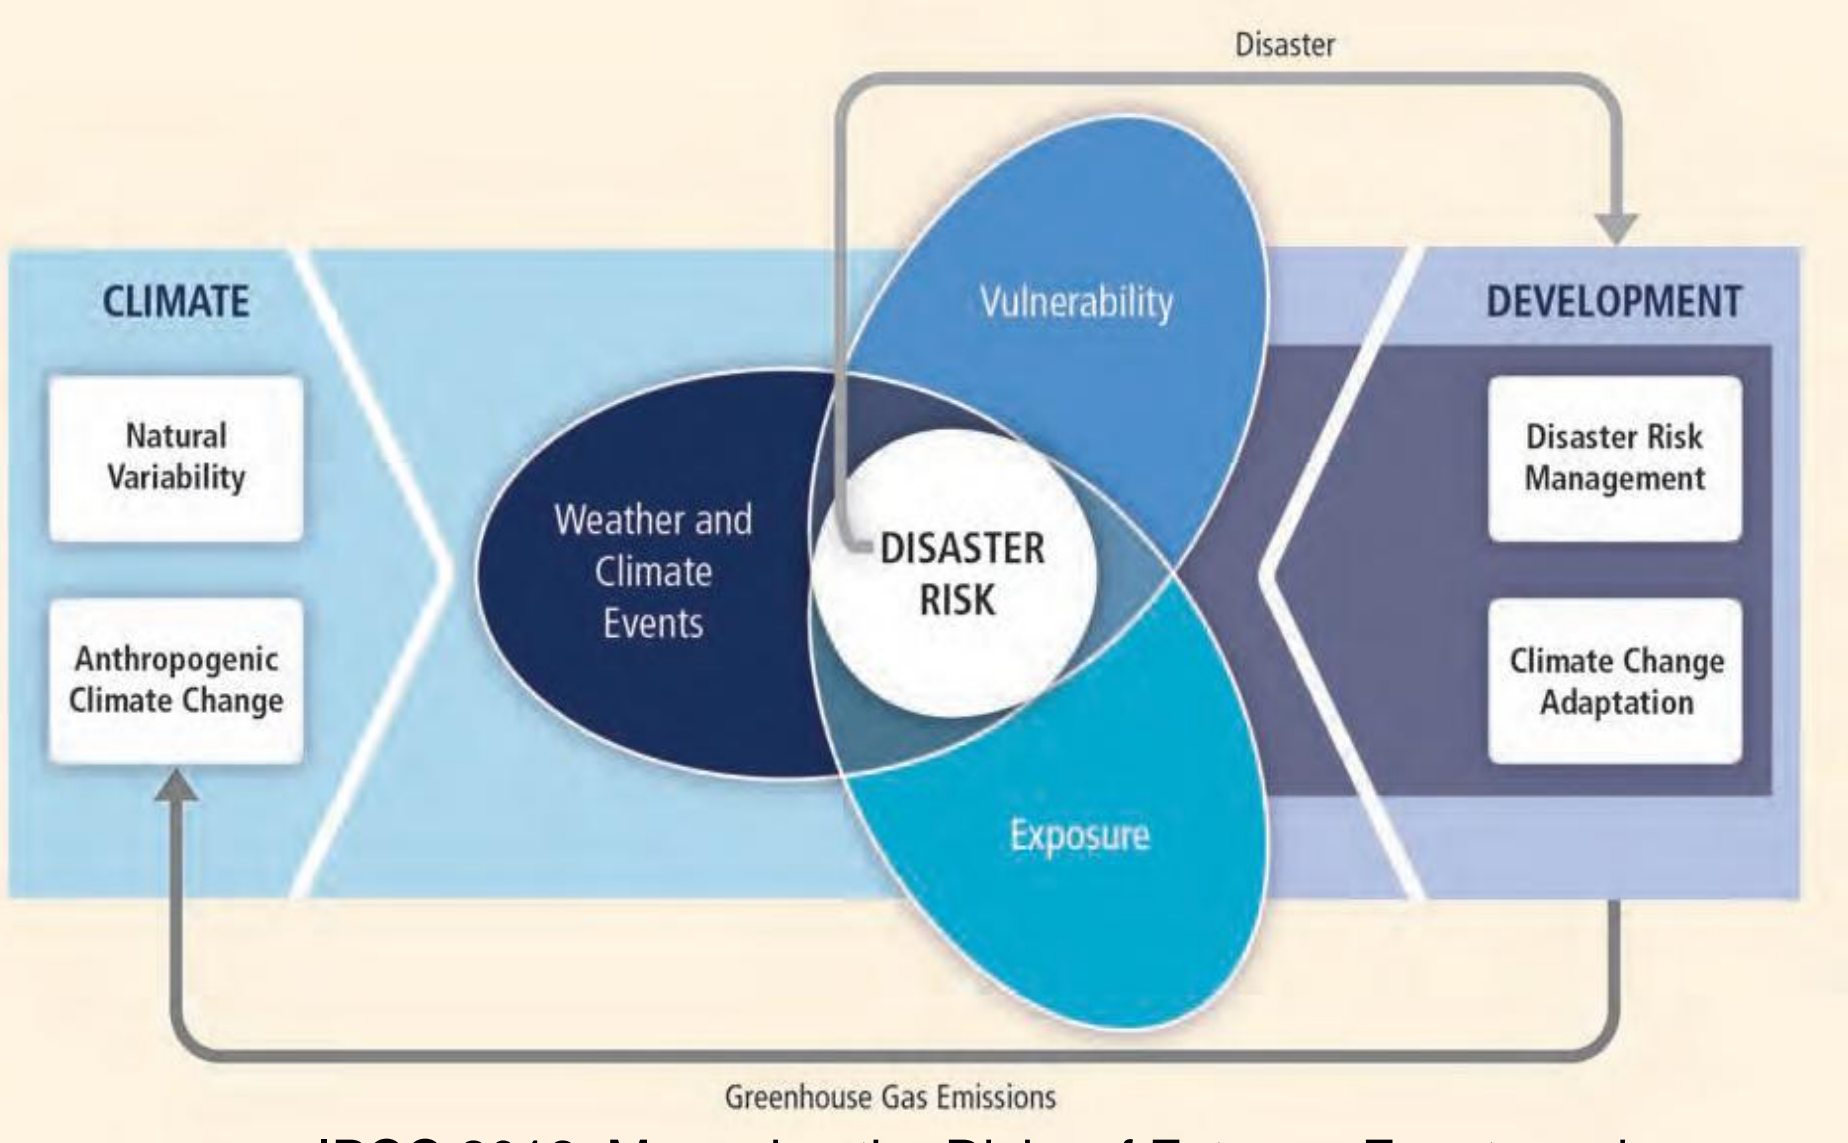 Disaster
CLIMATE
Natural
Variability
Anthropogenic
Climate Change
Vulnerability
Weather and
Climate
Events
DISASTER
RISK
Exposure
DEVELOPMENT
Disaster Risk
Management
Climate Change
Adaptation
Greenhouse Gas Emissions